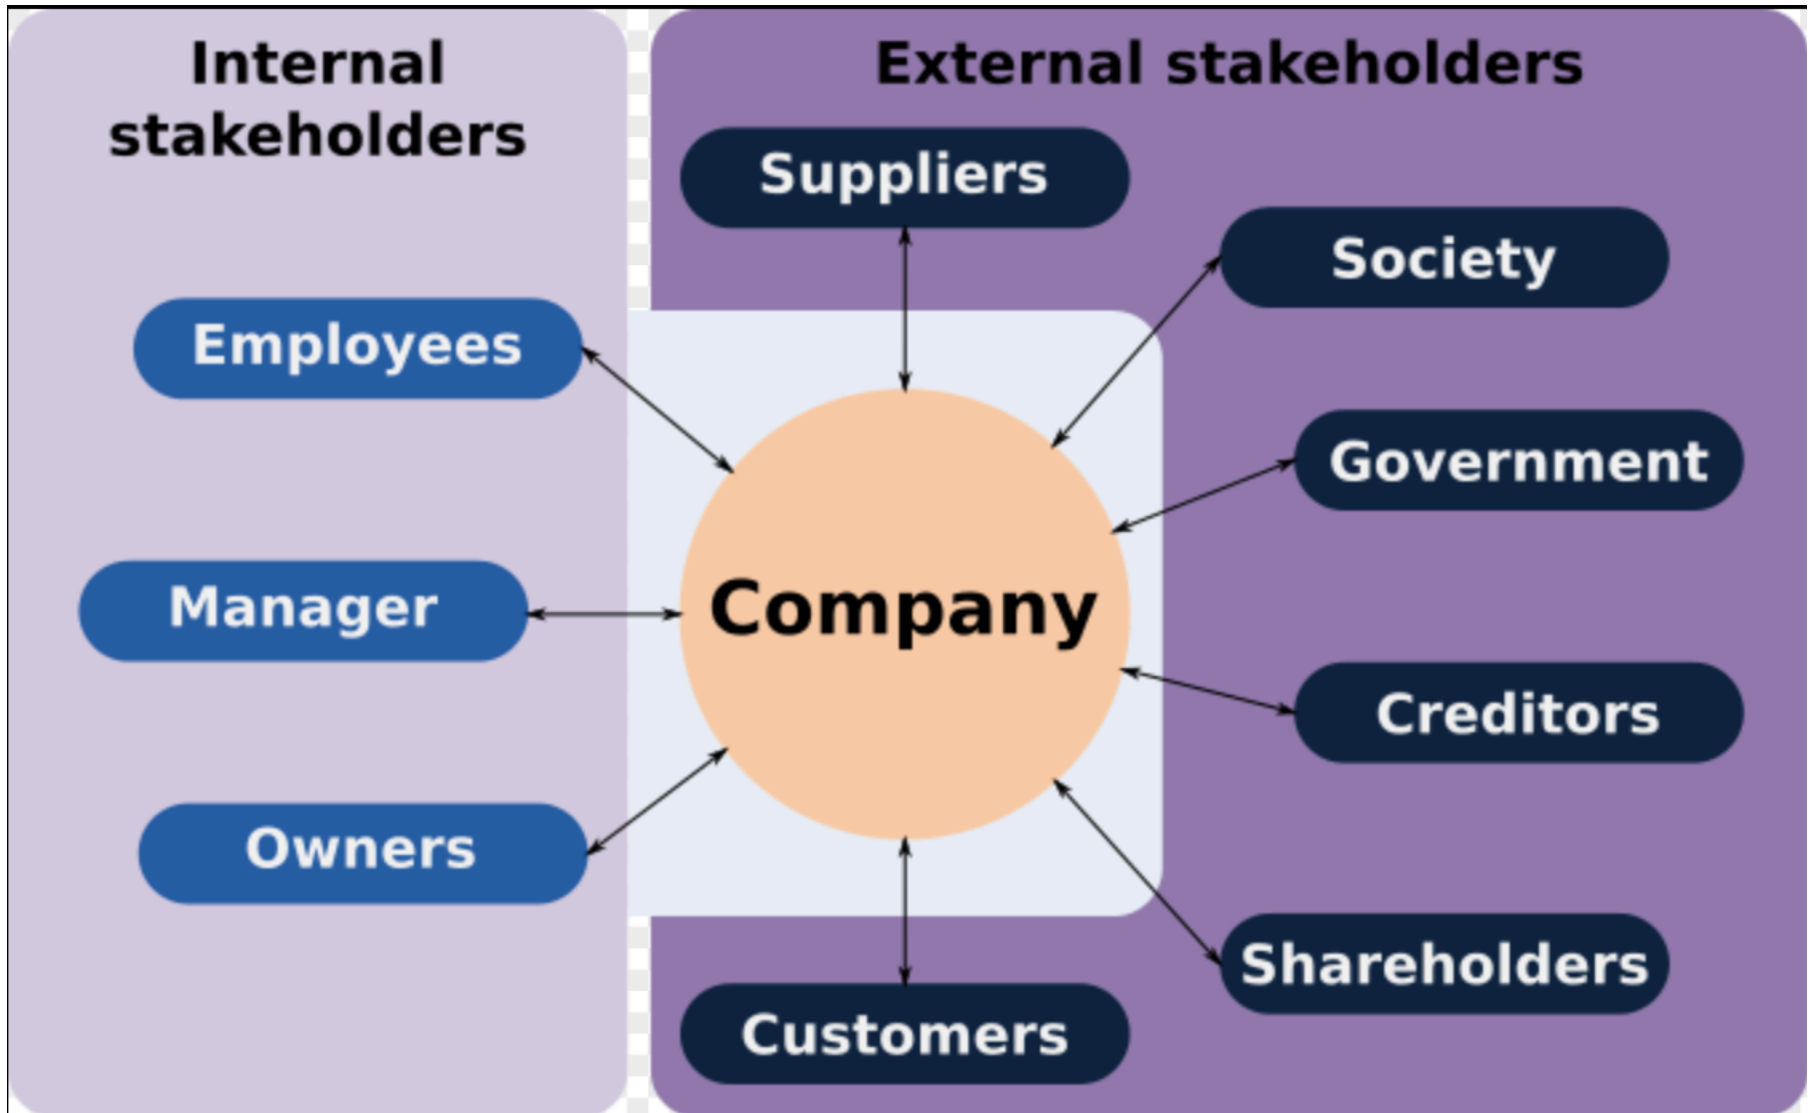 Internal
stakeholders
External stakeholders
Suppliers
Society
Employees
Government
Manager
Company
Creditors
Owners
Shareholders
Customers